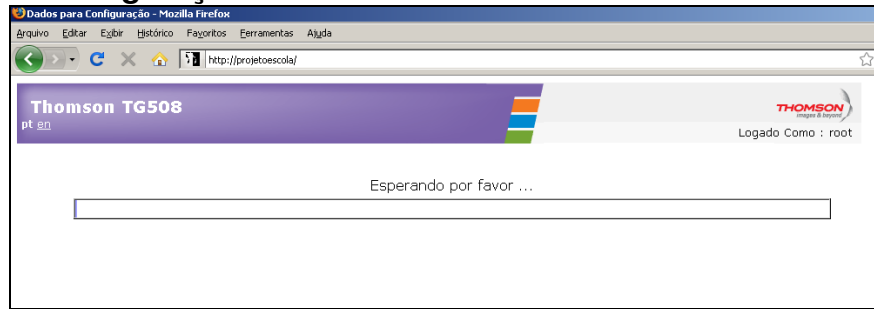 Dados para Configuração - Mozilla Firefox
Arquivo Editar Exibir Histórico Favoritos Ferramentas Ajuda
http://projetoescola/
Thomson TG508
pt en
THOMSON
images & beyond
Logado Como : root
Esperando por favor ...